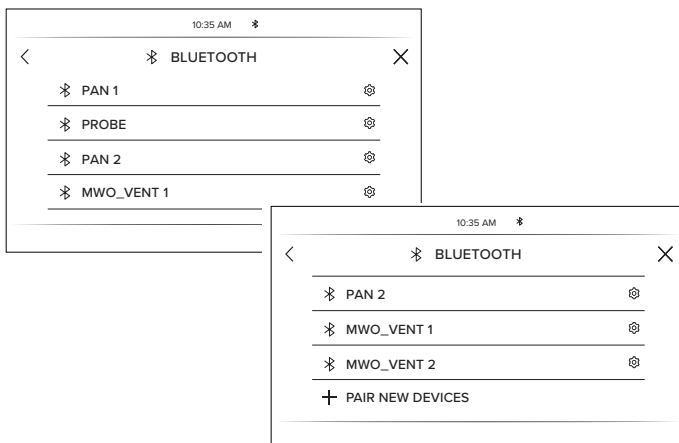 10:35 AM
BLUETOOTH
PAN 1
PROBE
PAN 2
MWO_VENT 1
10:35 AM
BLUETOOTH
PAN 2
MWO_VENT 1
MWO_VENT 2
PAIR NEW DEVICES